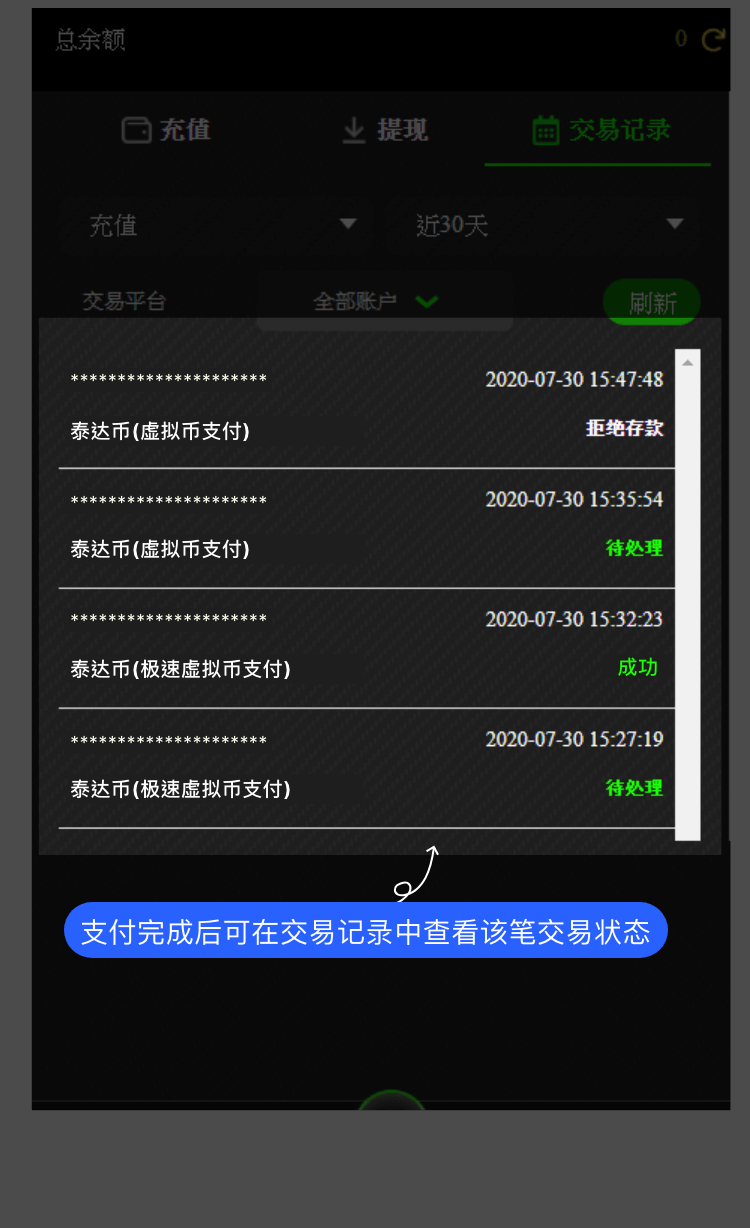 总余额 0
充值 提现 交易记录
充值 近30天
交易平台 全部账户 刷新
********************* 2020-07-30 15:47:48
泰达币(虚拟币支付) 拒绝存款
********************* 2020-07-30 15:35:54
泰达币(虚拟币支付) 待处理
********************* 2020-07-30 15:32:23
泰达币(极速虚拟币支付) 成功
********************* 2020-07-30 15:27:19
泰达币(极速虚拟币支付) 待处理
支付完成后可在交易记录中查看该笔交易状态